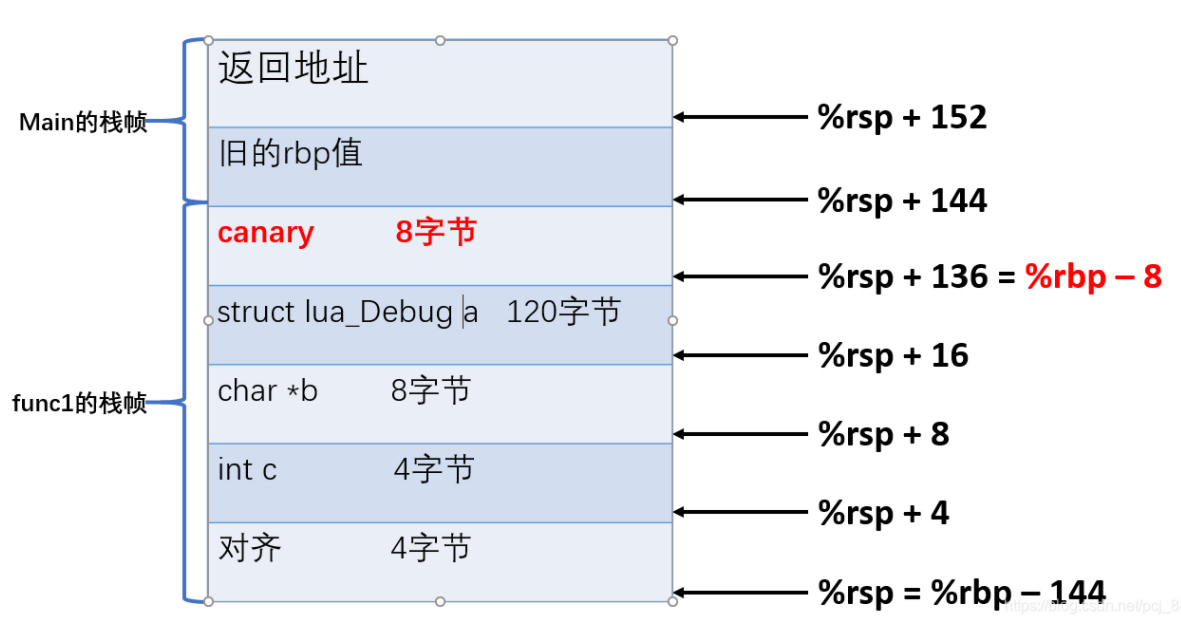 返回地址
%rsp + 152
Main的栈帧
旧的rbp值
%rsp + 144
canary 8字节
%rsp + 136 = %rbp – 8
struct lua_Debug a 120字节
%rsp + 16
char *b 8字节
func1的栈帧
%rsp + 8
int c 4字节
%rsp + 4
对齐 4字节
%rsp = %rbp – 144
https://blog.csdn.net/pcj_8